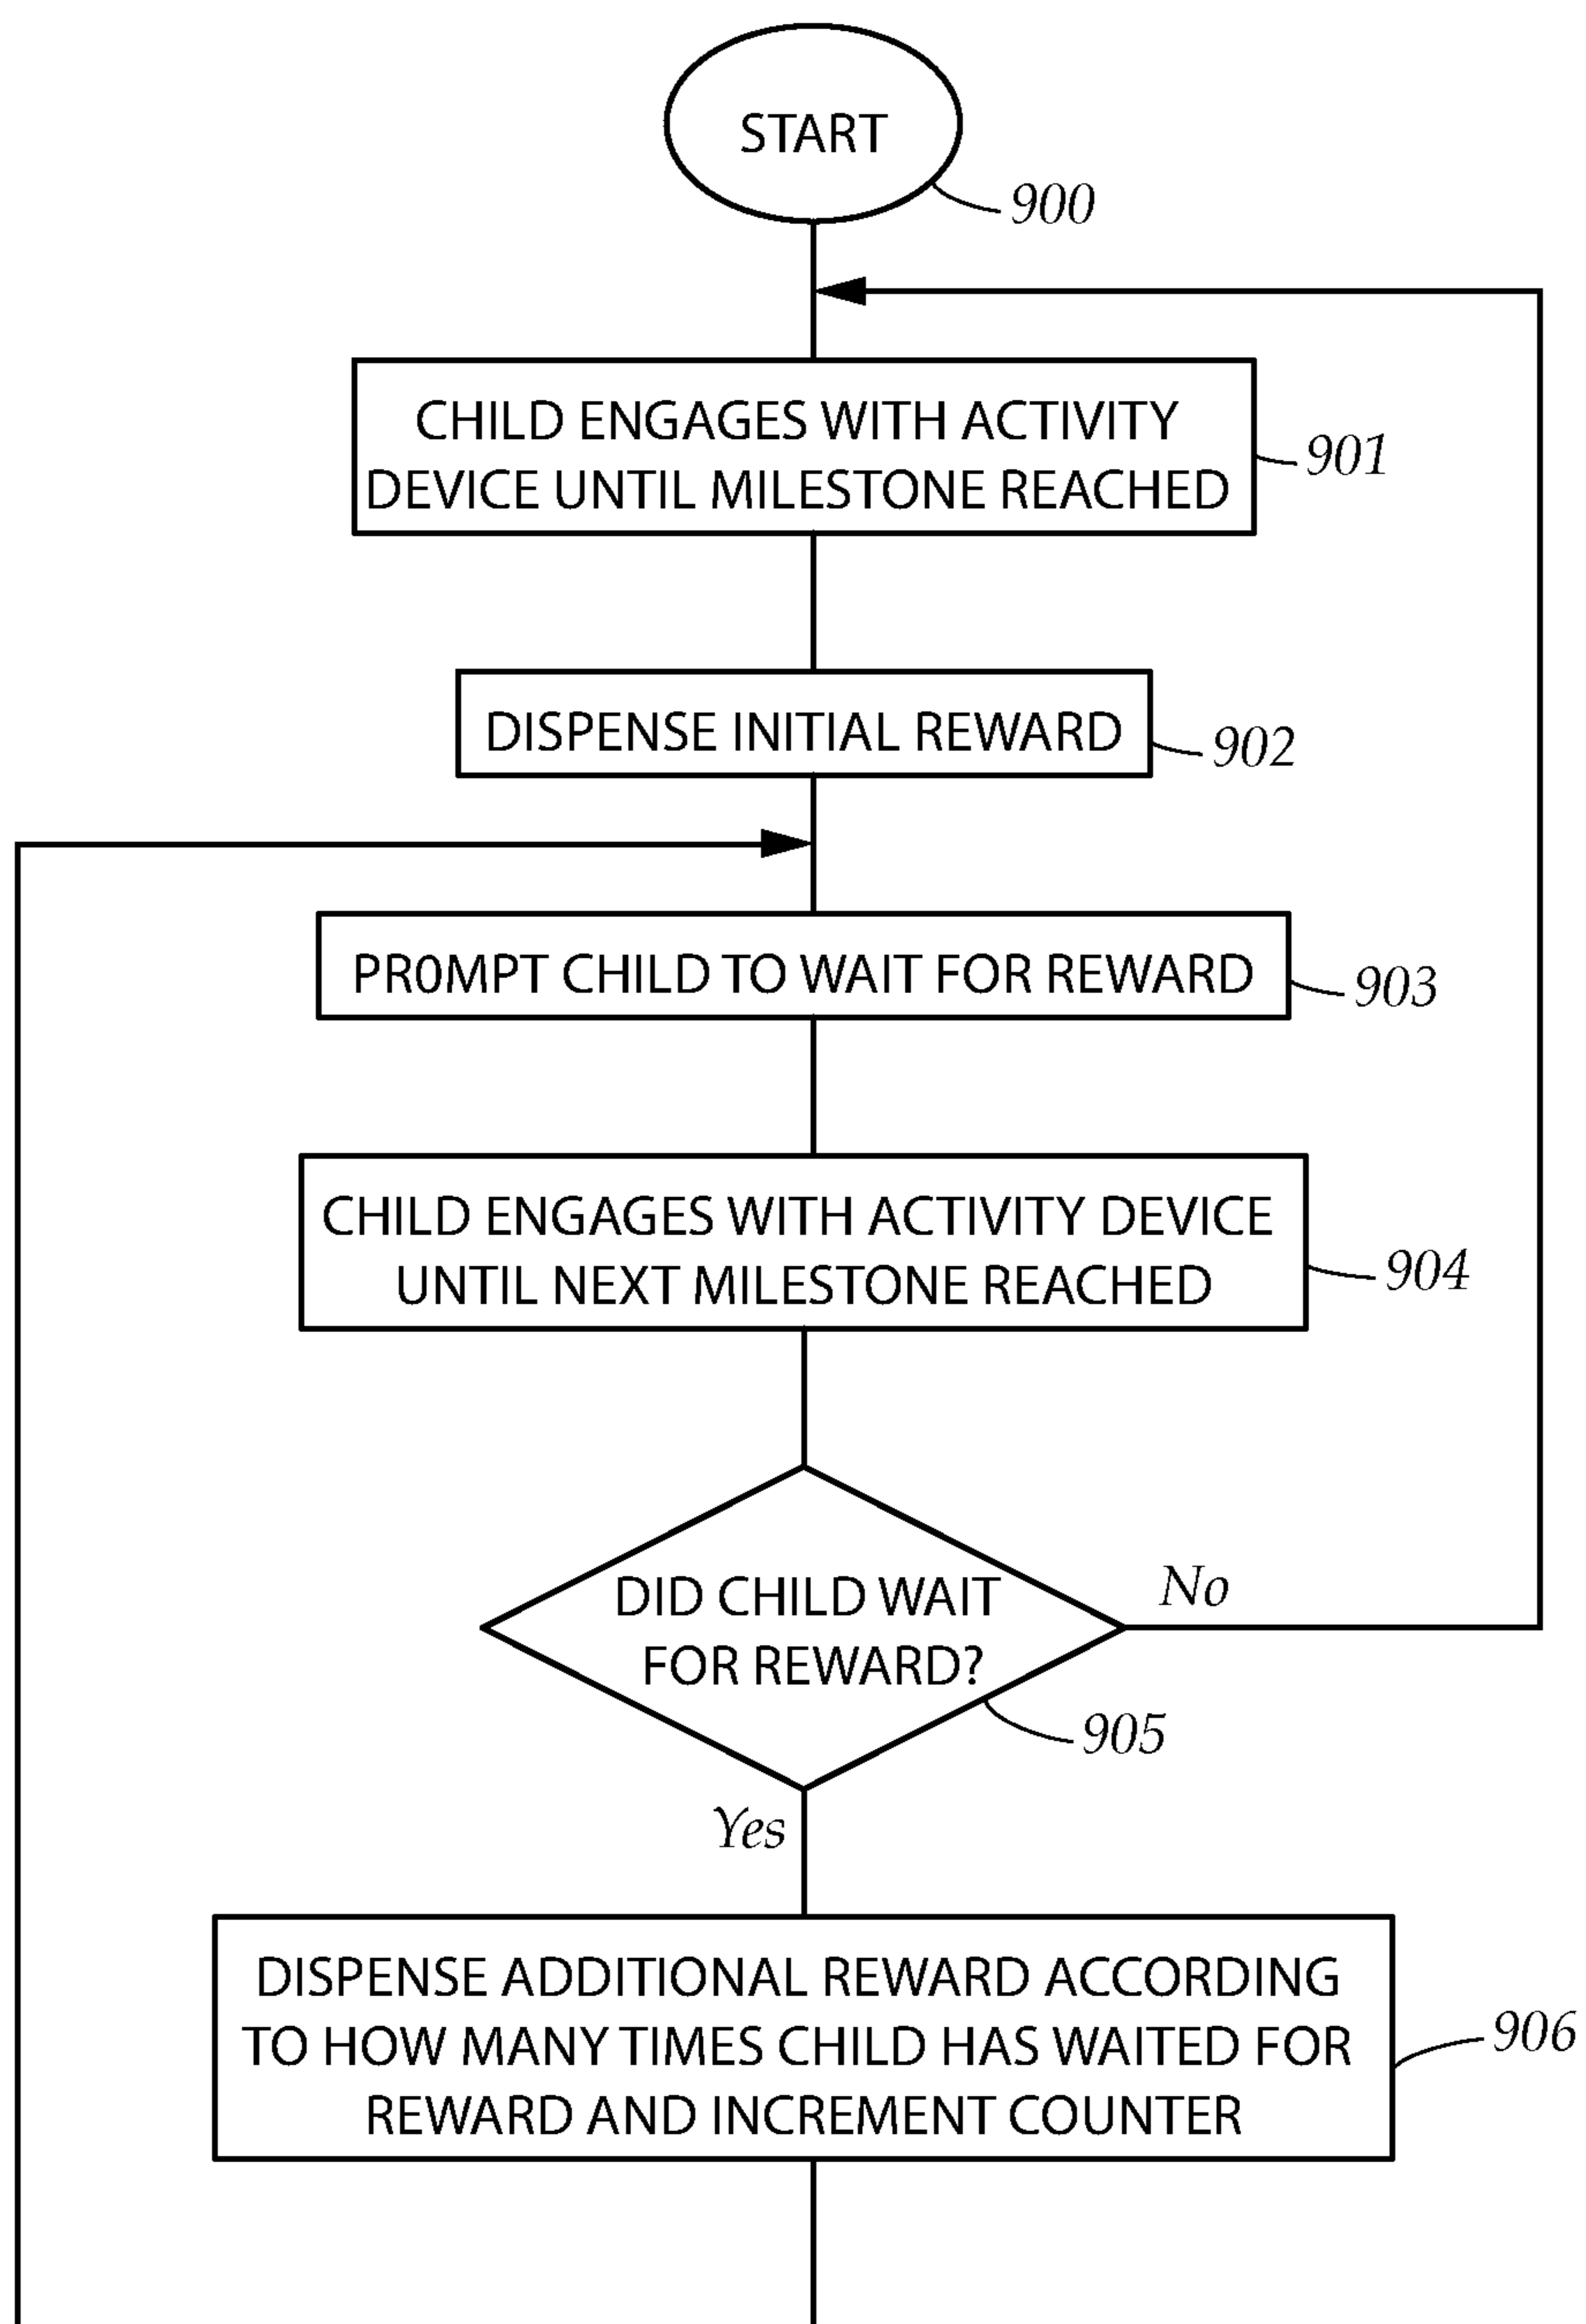 START
900
CHILD ENGAGES WITH ACTIVITY
DEVICE UNTIL MILESTONE REACHED
901
DISPENSE INITIAL REWARD
902
PR0MPT CHILD TO WAIT FOR REWARD
903
CHILD ENGAGES WITH ACTIVITY DEVICE
UNTIL NEXT MILESTONE REACHED
904
DID CHILD WAIT
FOR REWARD?
No
905
Yes
DISPENSE ADDITIONAL REWARD ACCORDING
TO HOW MANY TIMES CHILD HAS WAITED FOR
REWARD AND INCREMENT COUNTER
906